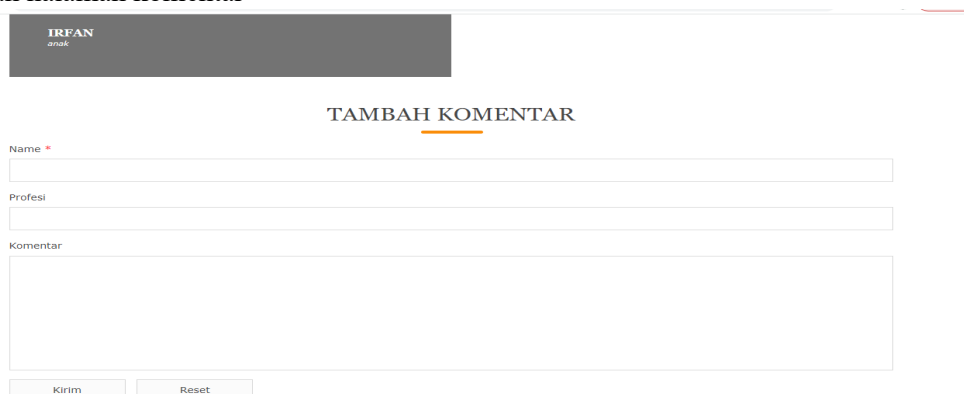 IRFAN
anak
TAMBAH KOMENTAR
Name *
Profesi
Komentar
Kirim
Reset